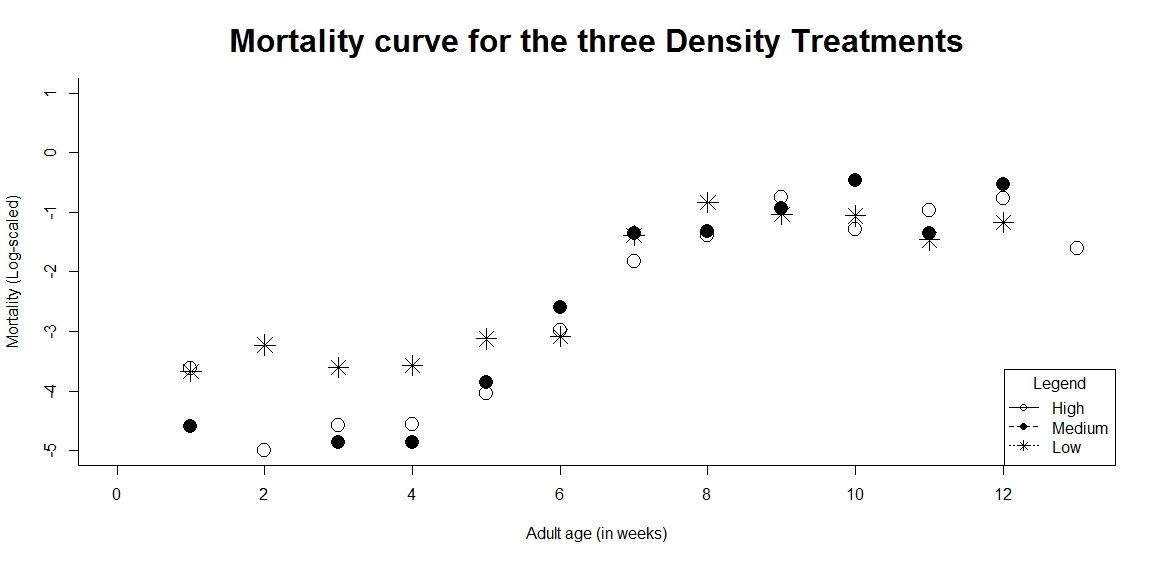 Mortality curve for the three Density Treatments
Mortality (Log-scaled)
1
0
-1
-2
-3
-4
-5
0 2 4 6 8 10 12
Adult age (in weeks)
Legend
High
Medium
Low